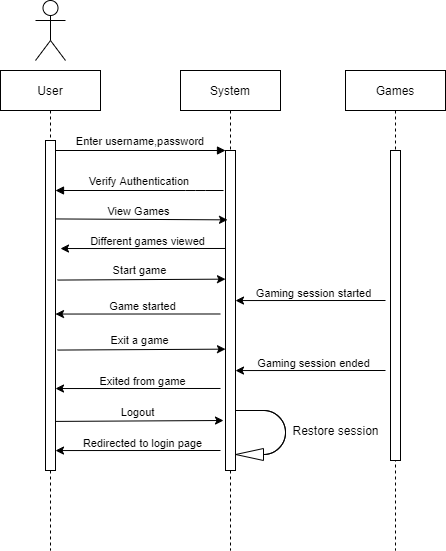 User
System
Games
Enter username,password
Verify Authentication
View Games
Different games viewed
Start game
Gaming session started
Game started
Exit a game
Gaming session ended
Exited from game
Logout
Restore session
Redirected to login page